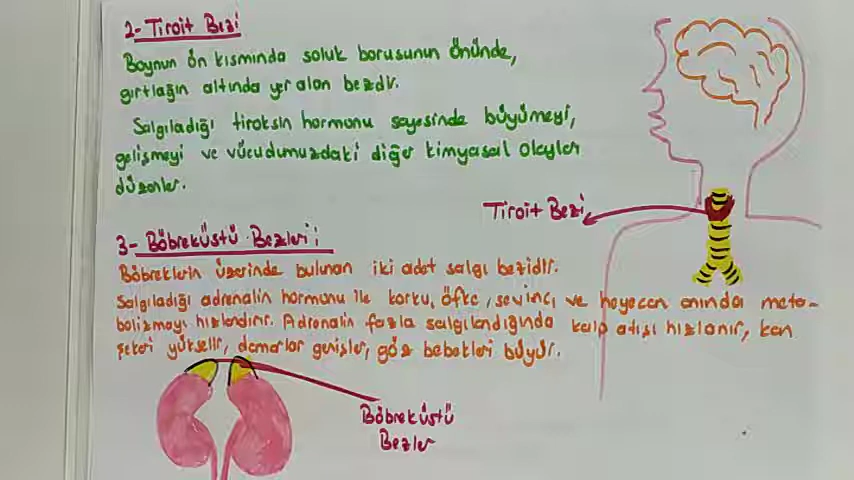 2- Tiroit Bezi
Boynun ön kısmında soluk borusunun önünde,
gırtlağın altında yer alan bezdir.
Salgıladığı tiroksin hormonu sayesinde büyümeyi,
gelişmeyi ve vücudumuzdaki diğer kimyasal olayları
düzenler.
Tiroit Bezi
3- Böbreküstü Bezleri;
Böbreklerin üzerinde bulunan iki adet salgı bezidir.
Salgıladığı adrenalin hormonu ile korku, öfke, sevinç, ve heyecan anında meta-
bolizmayı hızlandırır. Adrenalin fazla salgılandığında kalp atışı hızlanır, kan
şekeri yükselir, damarlar genişler, göz bebekleri büyür.
Böbreküstü
Bezler